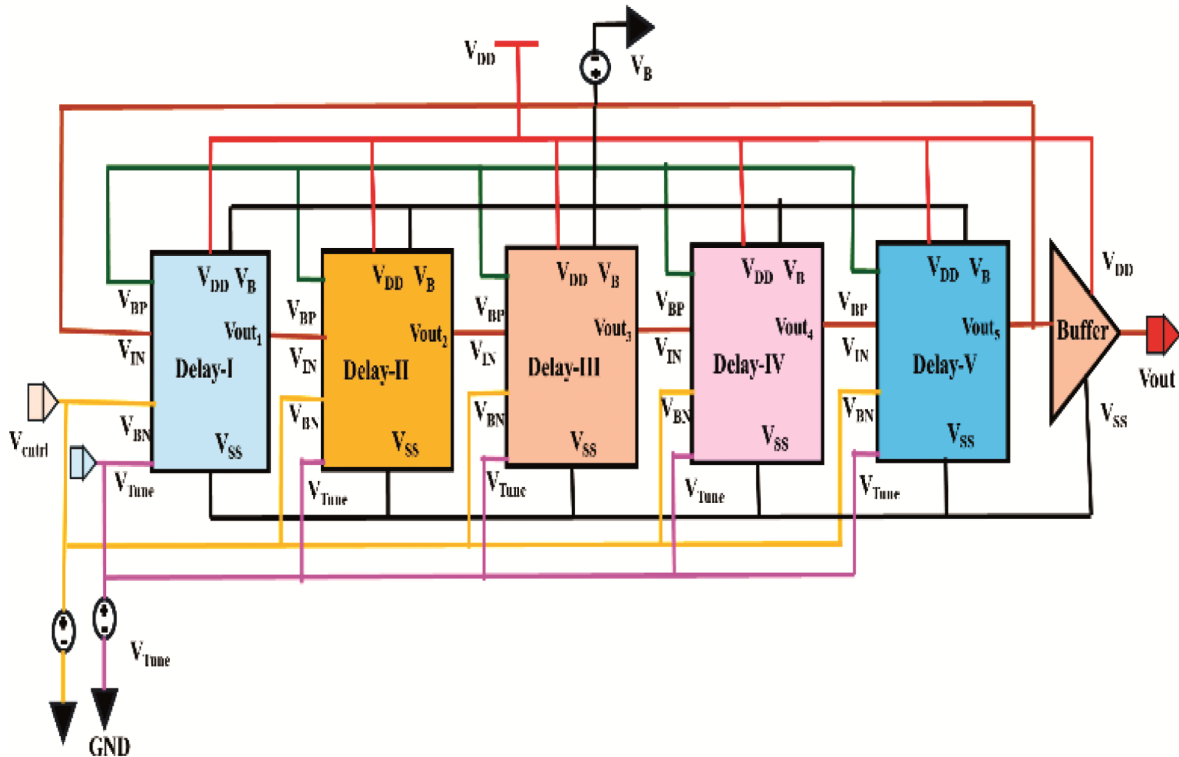 VDD
VB
VDD VB
VBP
VIN
Vout1
Delay-I
VBN
VSS
VTune
VDD VB
VBP
VIN
Vout2
Delay-II
VBN
VSS
VTune
VDD VB
VBP
VIN
Vout3
Delay-III
VBN
VSS
VTune
VDD VB
VBP
VIN
Vout4
Delay-IV
VBN
VSS
VDD VB
VBP
VIN
Vout5
Delay-V
VBN
VSS
VTune
VDD
Buffer
Vout
VSS
Vcntrl
VTune
GND